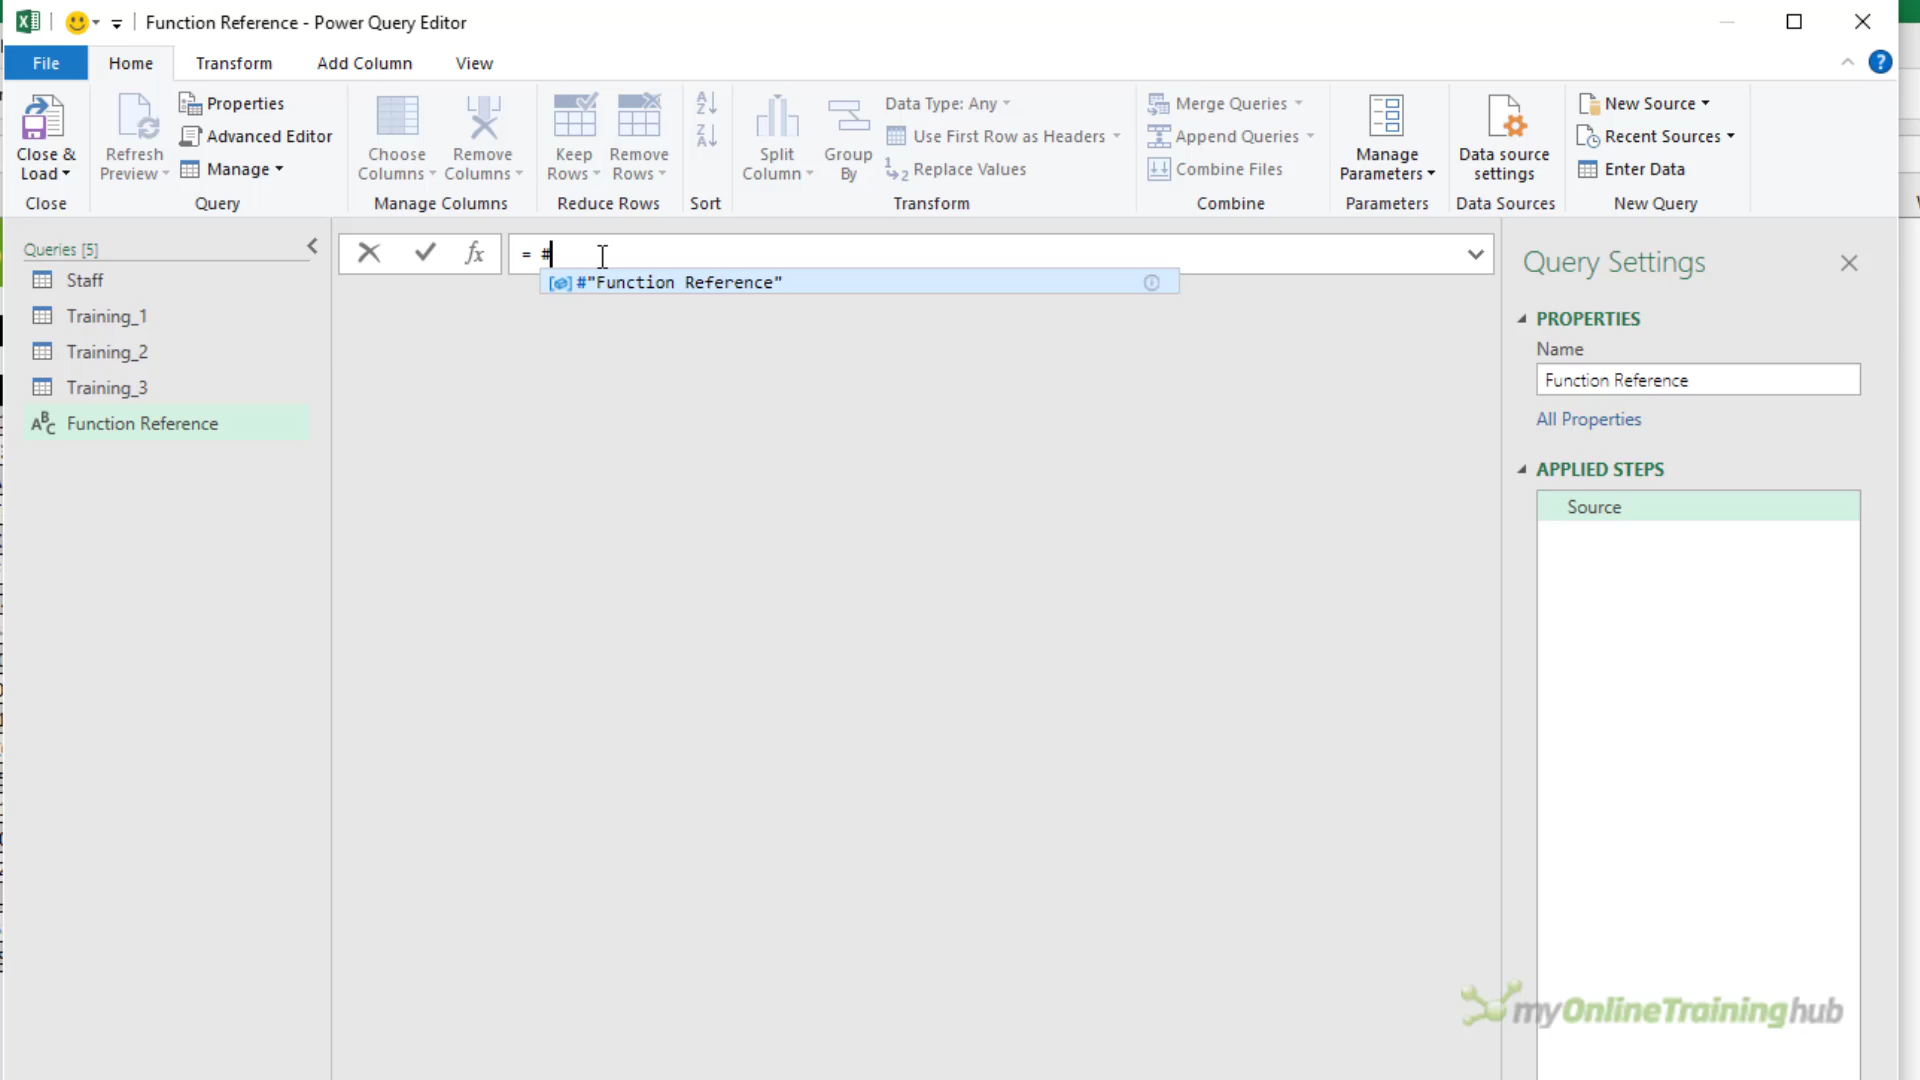 Function Reference - Power Query Editor
File
Home
Transform
Add Column
View
Close & Load
Close
Refresh Preview
Properties
Advanced Editor
Manage
Query
Choose Columns
Remove Columns
Manage Columns
Keep Rows
Remove Rows
Reduce Rows
Sort
Split Column
Group By
Data Type: Any
Use First Row as Headers
Replace Values
Transform
Merge Queries
Append Queries
Combine Files
Combine
Manage Parameters
Parameters
Data source settings
Data Sources
New Source
Recent Sources
Enter Data
New Query
Queries [5]
Staff
Training_1
Training_2
Training_3
Function Reference
= #
#"Function Reference"
Query Settings
PROPERTIES
Name
Function Reference
All Properties
APPLIED STEPS
Source
myOnlineTraininghub